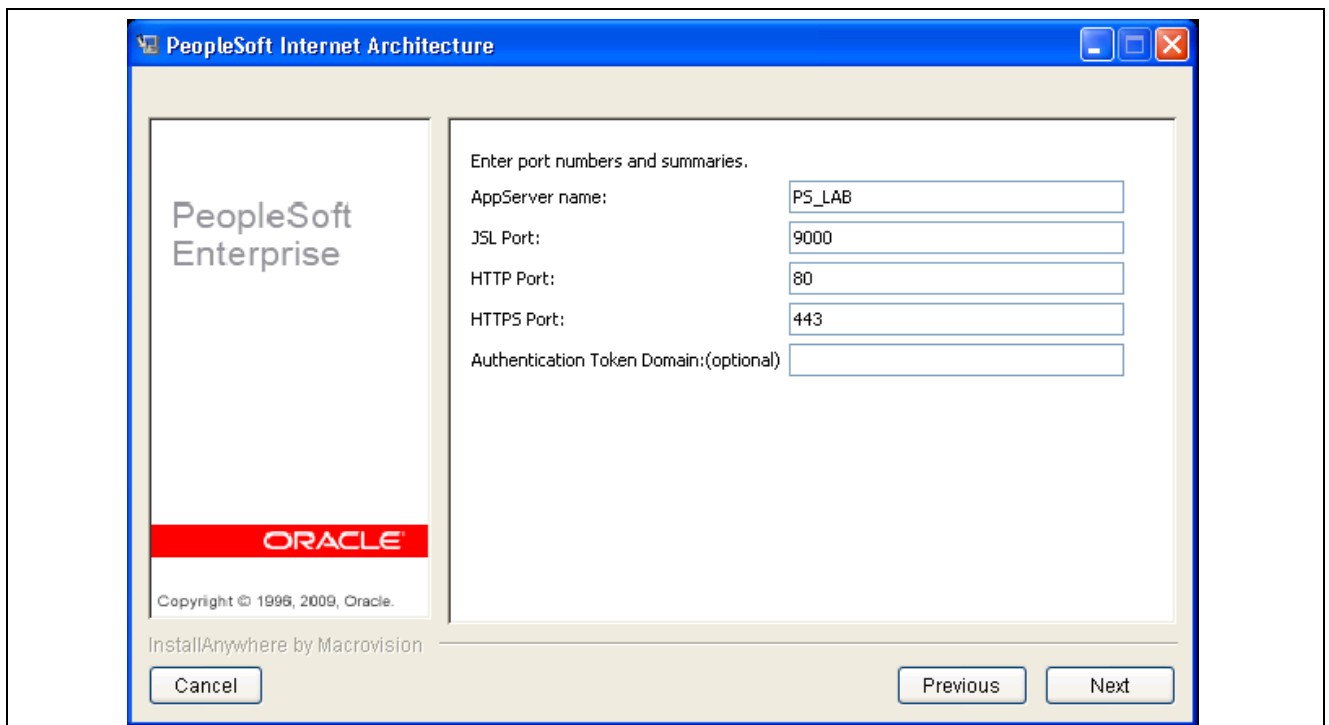 PeopleSoft Internet Architecture
PeopleSoft
Enterprise
ORACLE
Copyright © 1996, 2009, Oracle.
Enter port numbers and summaries.
AppServer name: PS_LAB
JSL Port: 9000
HTTP Port: 80
HTTPS Port: 443
Authentication Token Domain:(optional)
InstallAnywhere by Macrovision
Cancel Previous Next